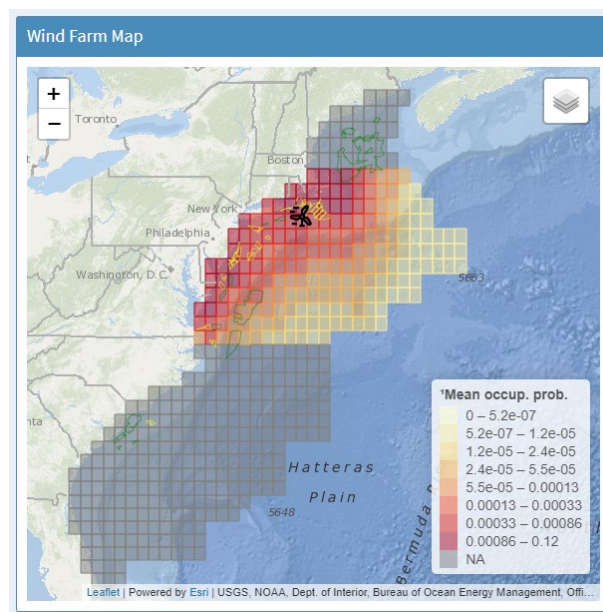 Wind Farm Map
+
−
Toronto
Boston
New York
Philadelphia
Washington, D.C.
5863
nta
Hatteras
Plain
5648
Bermuda
¹Mean occup. prob.
0 – 5.2e-07
5.2e-07 – 1.2e-05
1.2e-05 – 2.4e-05
2.4e-05 – 5.5e-05
5.5e-05 – 0.00013
0.00013 – 0.00033
0.00033 – 0.00086
0.00086 – 0.12
NA
Leaflet | Powered by Esri | USGS, NOAA, Dept. of Interior, Bureau of Ocean Energy Management, Offi...